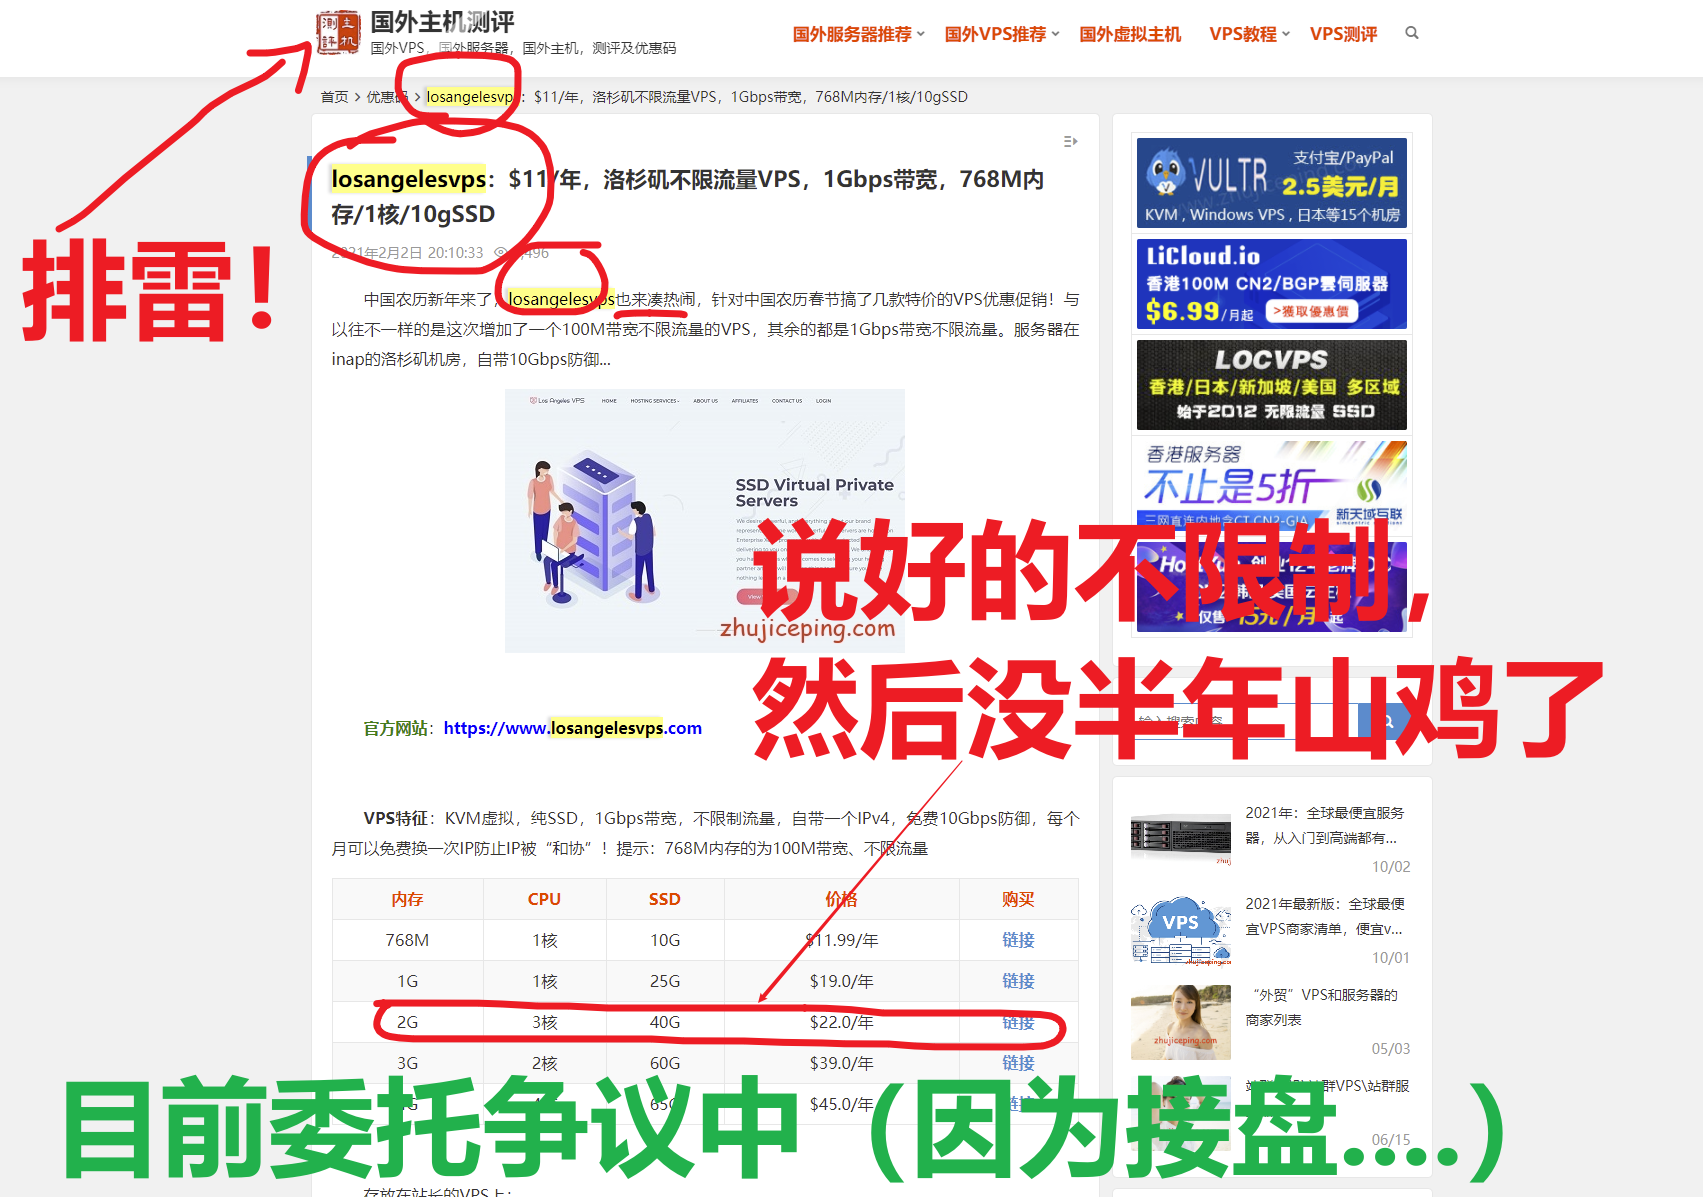 国外主机测评
国外VPS，国外服务器，国外主机，测评及优惠码
国外服务器推荐 国外VPS推荐 国外虚拟主机 VPS教程 VPS测评
首页 > 优惠码 > losangelesvps：$11/年，洛杉矶不限流量VPS，1Gbps带宽，768M内存/1核/10gSSD
losangelesvps：$11/年，洛杉矶不限流量VPS，1Gbps带宽，768M内
存/1核/10gSSD
2021年2月2日 20:10:33
排雷！
中国农历新年来了，losangelesvps也来凑热闹，针对中国农历春节搞了几款特价的VPS优惠促销！与
以往不一样的是这次增加了一个100M带宽不限流量的VPS，其余的都是1Gbps带宽不限流量。服务器在
inap的洛杉矶机房，自带10Gbps防御...
Los Angeles VPS HOME HOSTING SERVICES ABOUT US AFFILIATES CONTACT US LOGIN
SSD Virtual Private
Servers
zhujiceping.com
说好的不限制，
然后没半年山鸡了
官方网站：https://www.losangelesvps.com
VPS特征：KVM虚拟，纯SSD，1Gbps带宽，不限制流量，自带一个IPv4，免费10Gbps防御，每个
月可以免费换一次IP防止IP被“和协”！提示：768M内存的为100M带宽、不限流量
内存 CPU SSD 价格 购买
768M 1核 10G $11.99/年 链接
1G 1核 25G $19.0/年 链接
2G 3核 40G $22.0/年 链接
3G 2核 60G $39.0/年 链接
65G $45.0/年 链接
目前委托争议中（因为接盘....）
存放在站长的VPS上：
VULTR 支付宝/PayPal
2.5美元/月
KVM , Windows VPS , 日本等15个机房
LiCloud.io
香港100M CN2/BGP雲伺服器
$6.99/月起 >獲取優惠價
LOCVPS
香港/日本/新加坡/美国 多区域
始于2012 无限流量 SSD
香港服务器
不止是5折
三网直连内地含CT CN2-GIA 新天域互联
仅售 15元/月起
输入搜索内容
2021年：全球最便宜服务
器，从入门到高端都有...
10/02
VPS
2021年最新版：全球最便
宜VPS商家清单，便宜v...
10/01
“外贸”VPS和服务器的
商家列表
zhujiceping.com
05/03
群VPS\站群服
06/15